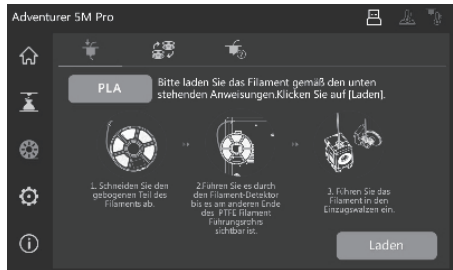 Adventurer 5M Pro
PLA
Bitte laden Sie das Filament gemäß den unten
stehenden Anweisungen.Klicken Sie auf [Laden].
1. Schneiden Sie den
gebogenen Teil des
Filaments ab.
2.Führen Sie es durch
den Filament-Detektor
bis es am anderen Ende
des PTFE Filament
Führungsrohrs
sichtbar ist.
3. Führen Sie das
Filament in den
Einzugswalzen ein.
Laden